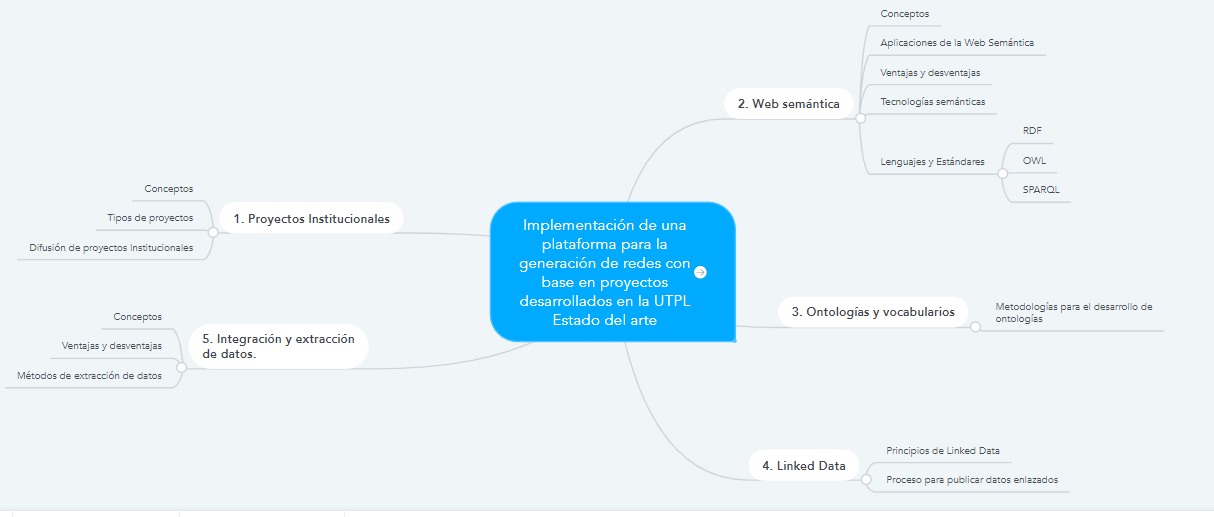 Implementación de una
plataforma para la
generación de redes con
base en proyectos
desarrollados en la UTPL
Estado del arte
1. Proyectos Institucionales
Conceptos
Tipos de proyectos
Difusión de proyectos Institucionales
2. Web semántica
Conceptos
Aplicaciones de la Web Semántica
Ventajas y desventajas
Tecnologías semánticas
Lenguajes y Estándares
RDF
OWL
SPARQL
3. Ontologías y vocabularios
Metodologías para el desarrollo de
ontologías
4. Linked Data
Principios de Linked Data
Proceso para publicar datos enlazados
5. Integración y extracción
de datos.
Conceptos
Ventajas y desventajas
Métodos de extracción de datos